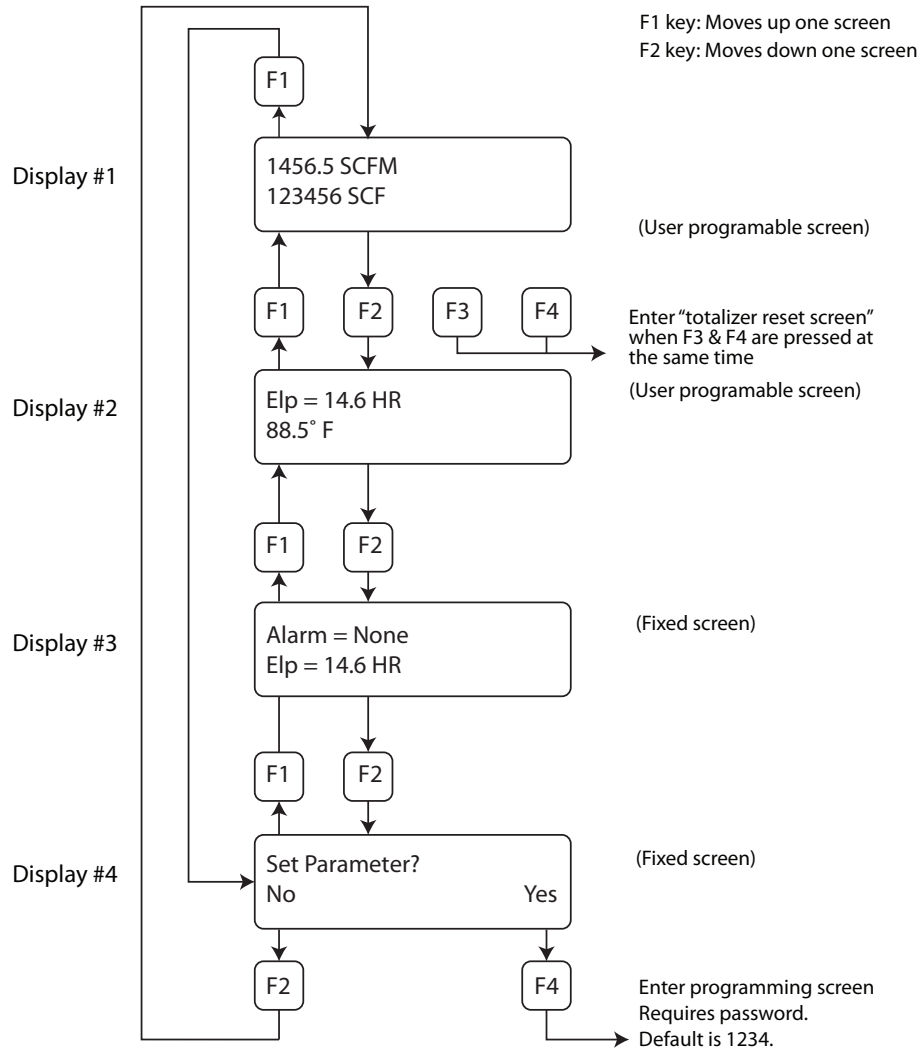 F1 key: Moves up one screen
F2 key: Moves down one screen
F1
Display #1
1456.5 SCFM
123456 SCF
(User programable screen)
F1
F2
F3
F4
Enter “totalizer reset screen”
when F3 & F4 are pressed at
the same time
(User programable screen)
Display #2
Elp = 14.6 HR
88.5° F
F1
F2
Display #3
Alarm = None
Elp = 14.6 HR
(Fixed screen)
F1
F2
Display #4
Set Parameter?
No Yes
(Fixed screen)
F2
F4
Enter programming screen
Requires password.
Default is 1234.